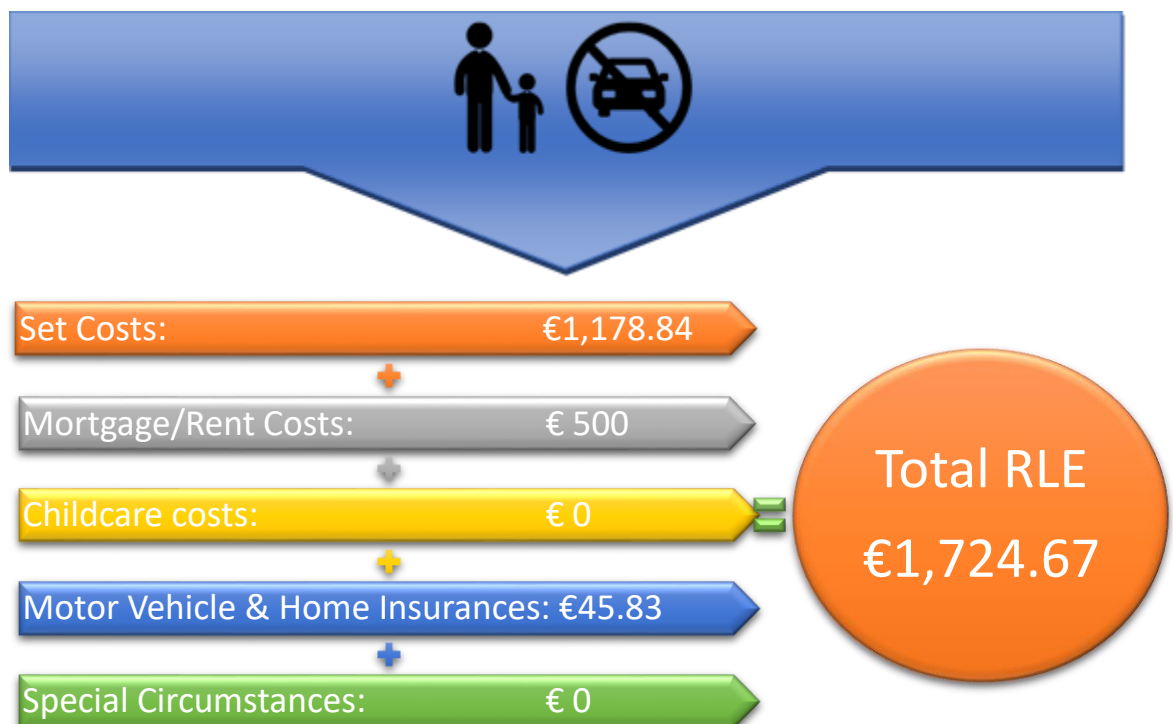 Set Costs: €1,178.84
Mortgage/Rent Costs: € 500
Childcare costs: € 0
Motor Vehicle & Home Insurances: €45.83
Special Circumstances: € 0
Total RLE
€1,724.67